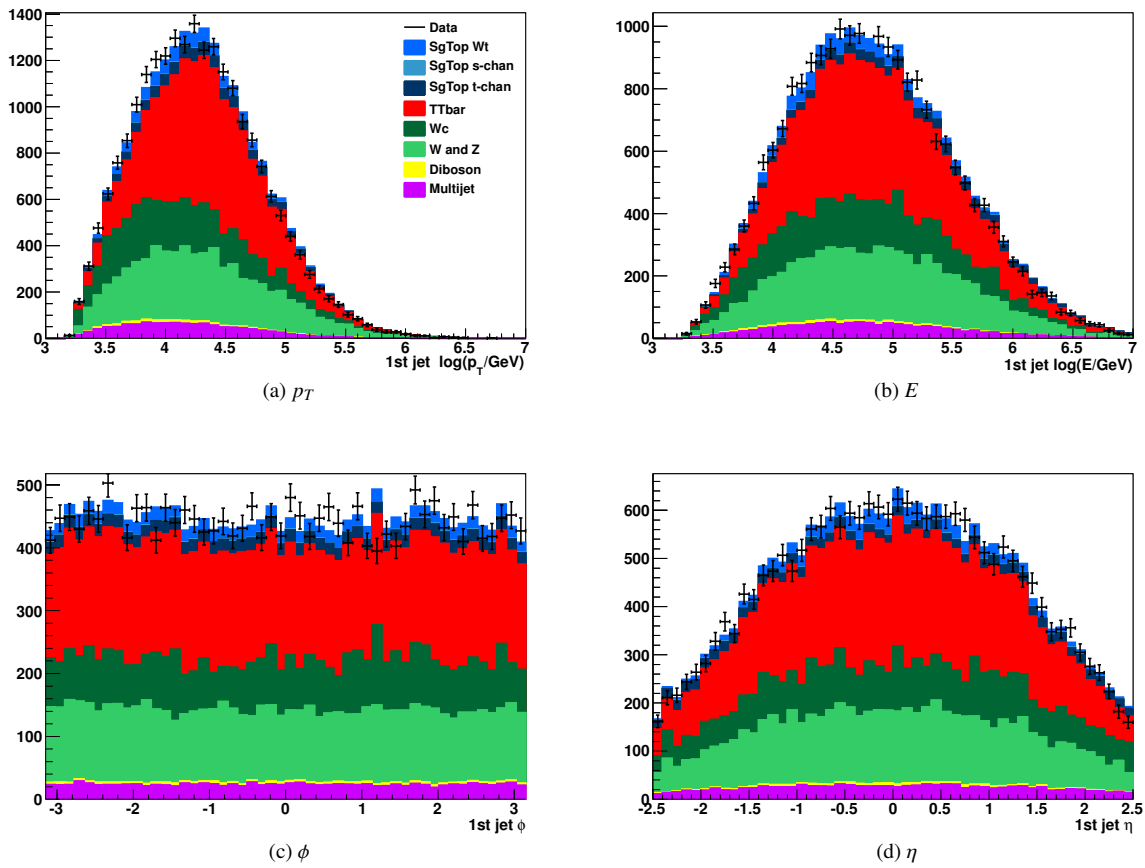 1400
1200
1000
800
600
400
200
0
3 3.5 4 4.5 5 5.5 6 6.5 7
1st jet log(p_T/GeV)
Data
SgTop Wt
SgTop s-chan
SgTop t-chan
TTbar
Wc
W and Z
Diboson
Multijet
(a) p_T
1000
800
600
400
200
0
3 3.5 4 4.5 5 5.5 6 6.5 7
1st jet log(E/GeV)
(b) E
500
400
300
200
100
0
-3 -2 -1 0 1 2 3
1st jet ϕ
(c) ϕ
600
500
400
300
200
100
0
-2.5 -2 -1.5 -1 -0.5 0 0.5 1 1.5 2 2.5
1st jet η
(d) η